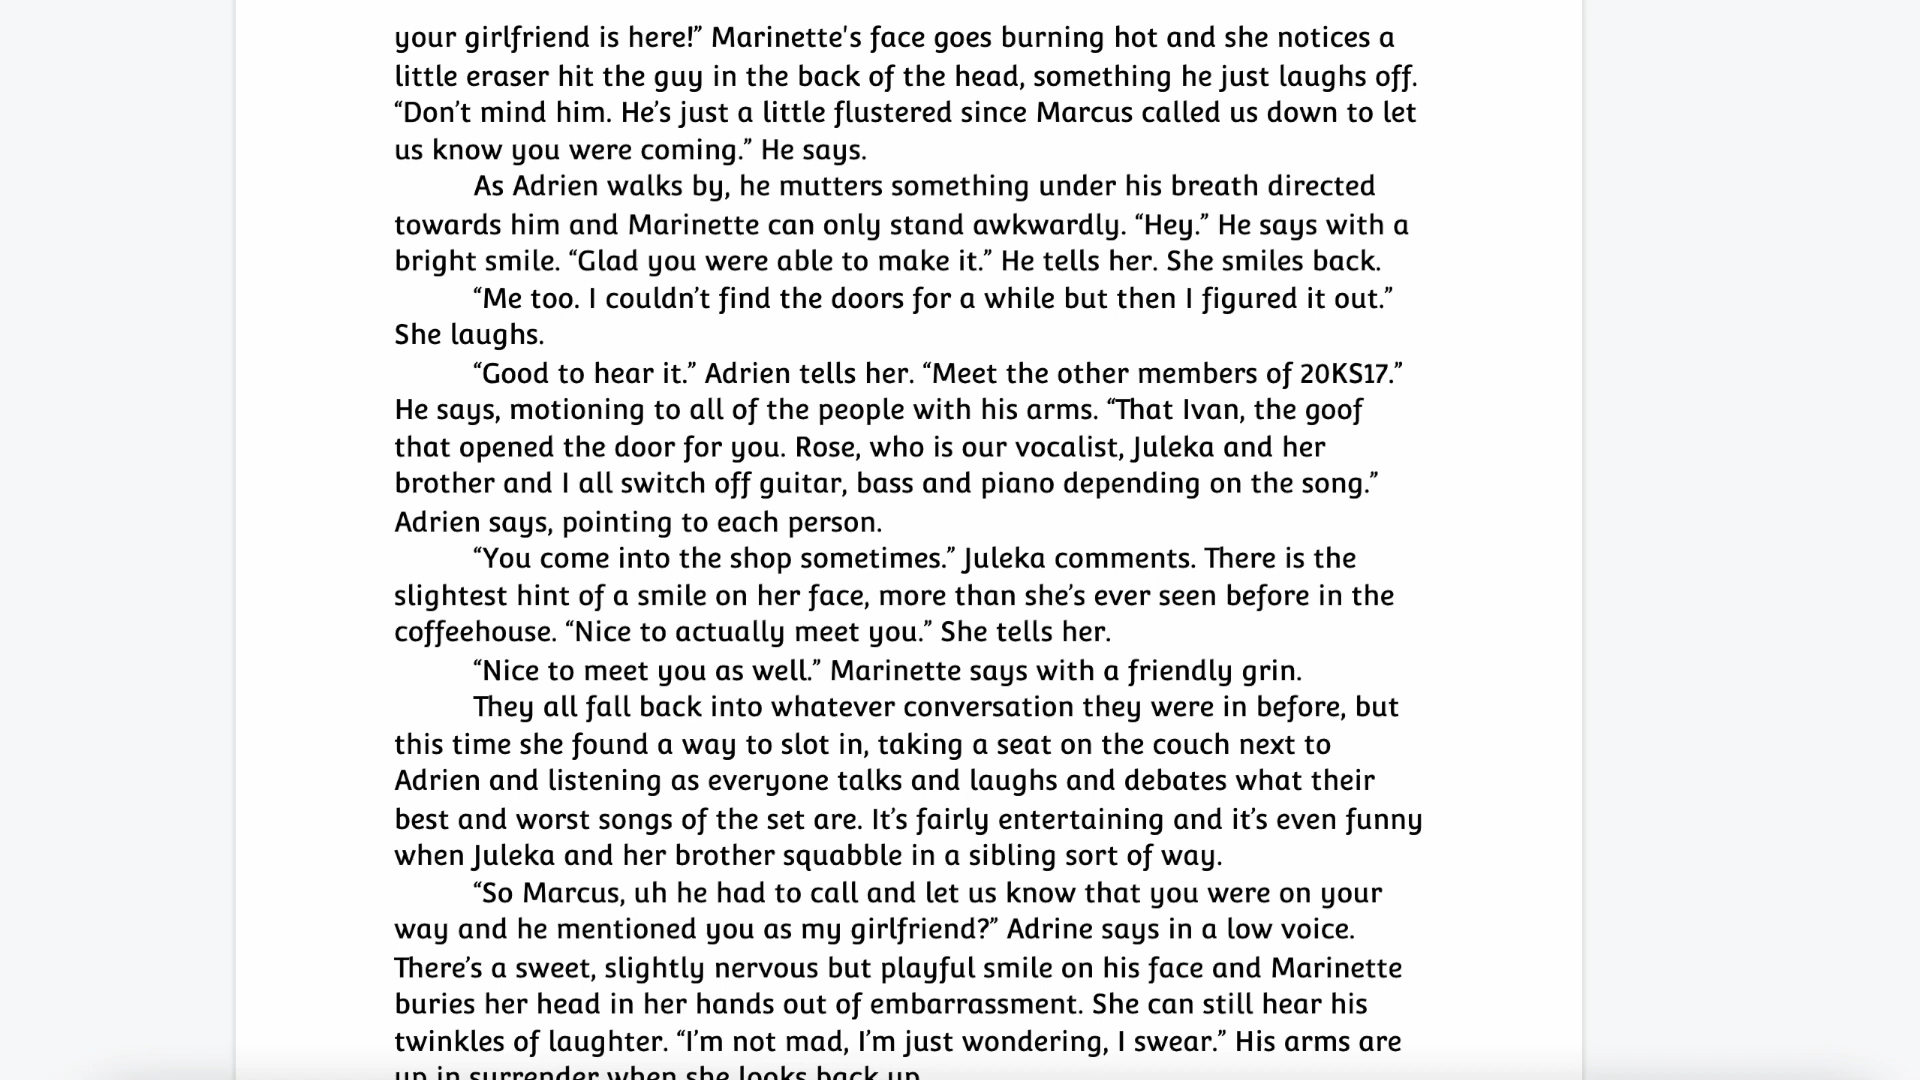 your girlfriend is here!” Marinette's face goes burning hot and she notices a
little eraser hit the guy in the back of the head, something he just laughs off.
“Don’t mind him. He’s just a little flustered since Marcus called us down to let
us know you were coming.” He says.
As Adrien walks by, he mutters something under his breath directed
towards him and Marinette can only stand awkwardly. “Hey.” He says with a
bright smile. “Glad you were able to make it.” He tells her. She smiles back.
“Me too. I couldn’t find the doors for a while but then I figured it out.”
She laughs.
“Good to hear it.” Adrien tells her. “Meet the other members of 20KS17.”
He says, motioning to all of the people with his arms. “That Ivan, the goof
that opened the door for you. Rose, who is our vocalist, Juleka and her
brother and I all switch off guitar, bass and piano depending on the song.”
Adrien says, pointing to each person.
“You come into the shop sometimes.” Juleka comments. There is the
slightest hint of a smile on her face, more than she’s ever seen before in the
coffeehouse. “Nice to actually meet you.” She tells her.
“Nice to meet you as well.” Marinette says with a friendly grin.
They all fall back into whatever conversation they were in before, but
this time she found a way to slot in, taking a seat on the couch next to
Adrien and listening as everyone talks and laughs and debates what their
best and worst songs of the set are. It’s fairly entertaining and it’s even funny
when Juleka and her brother squabble in a sibling sort of way.
“So Marcus, uh he had to call and let us know that you were on your
way and he mentioned you as my girlfriend?” Adrine says in a low voice.
There’s a sweet, slightly nervous but playful smile on his face and Marinette
buries her head in her hands out of embarrassment. She can still hear his
twinkles of laughter. “I’m not mad, I’m just wondering, I swear.” His arms are
up in surrender when she looks back up.